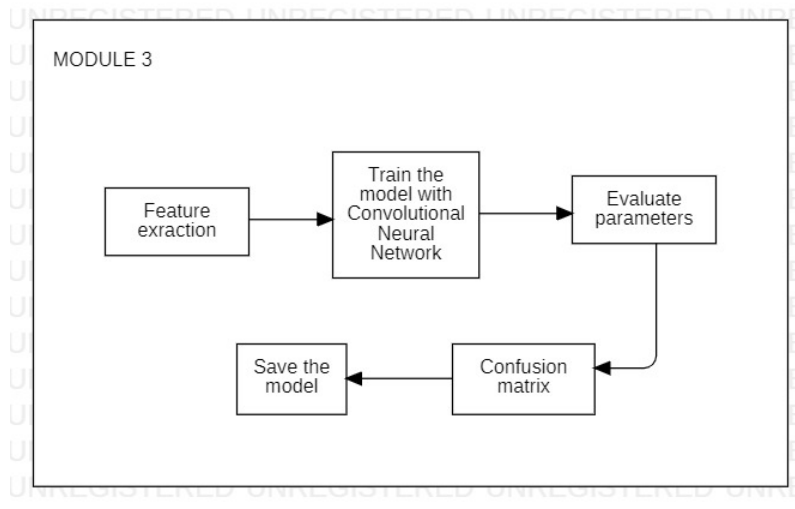 UNREGISTERED UNREGISTERED UNRE
MODULE 3
Feature
exraction
Train the
model with
Convolutional
Neural
Network
Evaluate
parameters
Save the
model
Confusion
matrix
UNREGISTERED UNREGISTERED UNREGISTERED UNRE